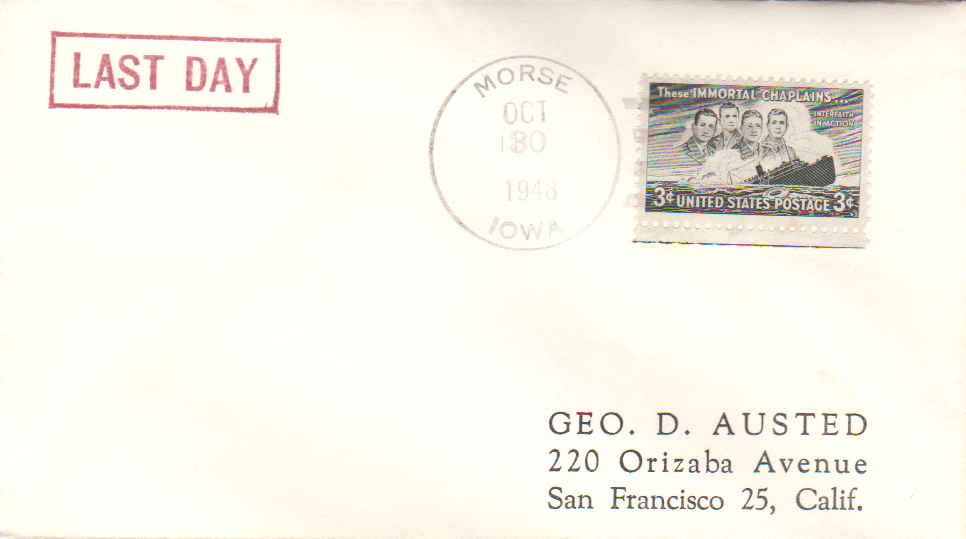 LAST DAY
MORSE
OCT
30
1948
IOWA
These IMMORTAL CHAPLAINS...
INTERFAITH
IN ACTION
3¢ UNITED STATES POSTAGE 3¢
GEO. D. AUSTED
220 Orizaba Avenue
San Francisco 25, Calif.